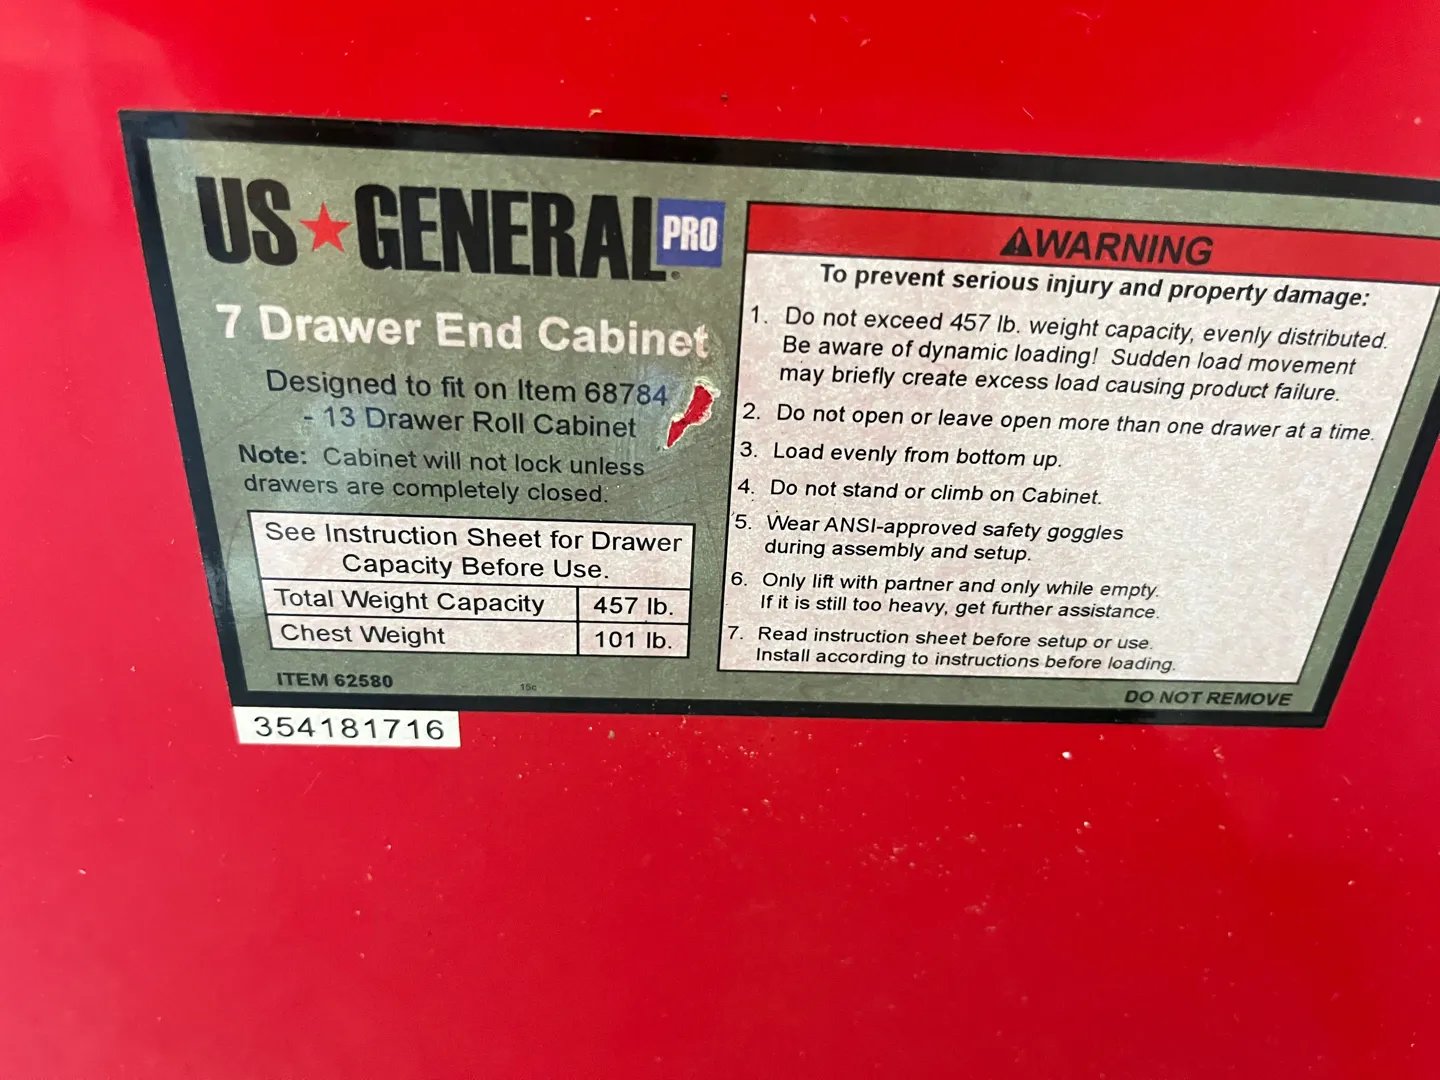 US★GENERAL PRO®
7 Drawer End Cabinet
Designed to fit on Item 68784
- 13 Drawer Roll Cabinet
Note: Cabinet will not lock unless
drawers are completely closed.
See Instruction Sheet for Drawer
Capacity Before Use.
Total Weight Capacity 457 lb.
Chest Weight 101 lb.
ITEM 62580
15c
354181716
⚠WARNING
To prevent serious injury and property damage:
1. Do not exceed 457 lb. weight capacity, evenly distributed.
Be aware of dynamic loading! Sudden load movement
may briefly create excess load causing product failure.
2. Do not open or leave open more than one drawer at a time.
3. Load evenly from bottom up.
4. Do not stand or climb on Cabinet.
5. Wear ANSI-approved safety goggles
during assembly and setup.
6. Only lift with partner and only while empty.
If it is still too heavy, get further assistance.
7. Read instruction sheet before setup or use.
Install according to instructions before loading.
DO NOT REMOVE